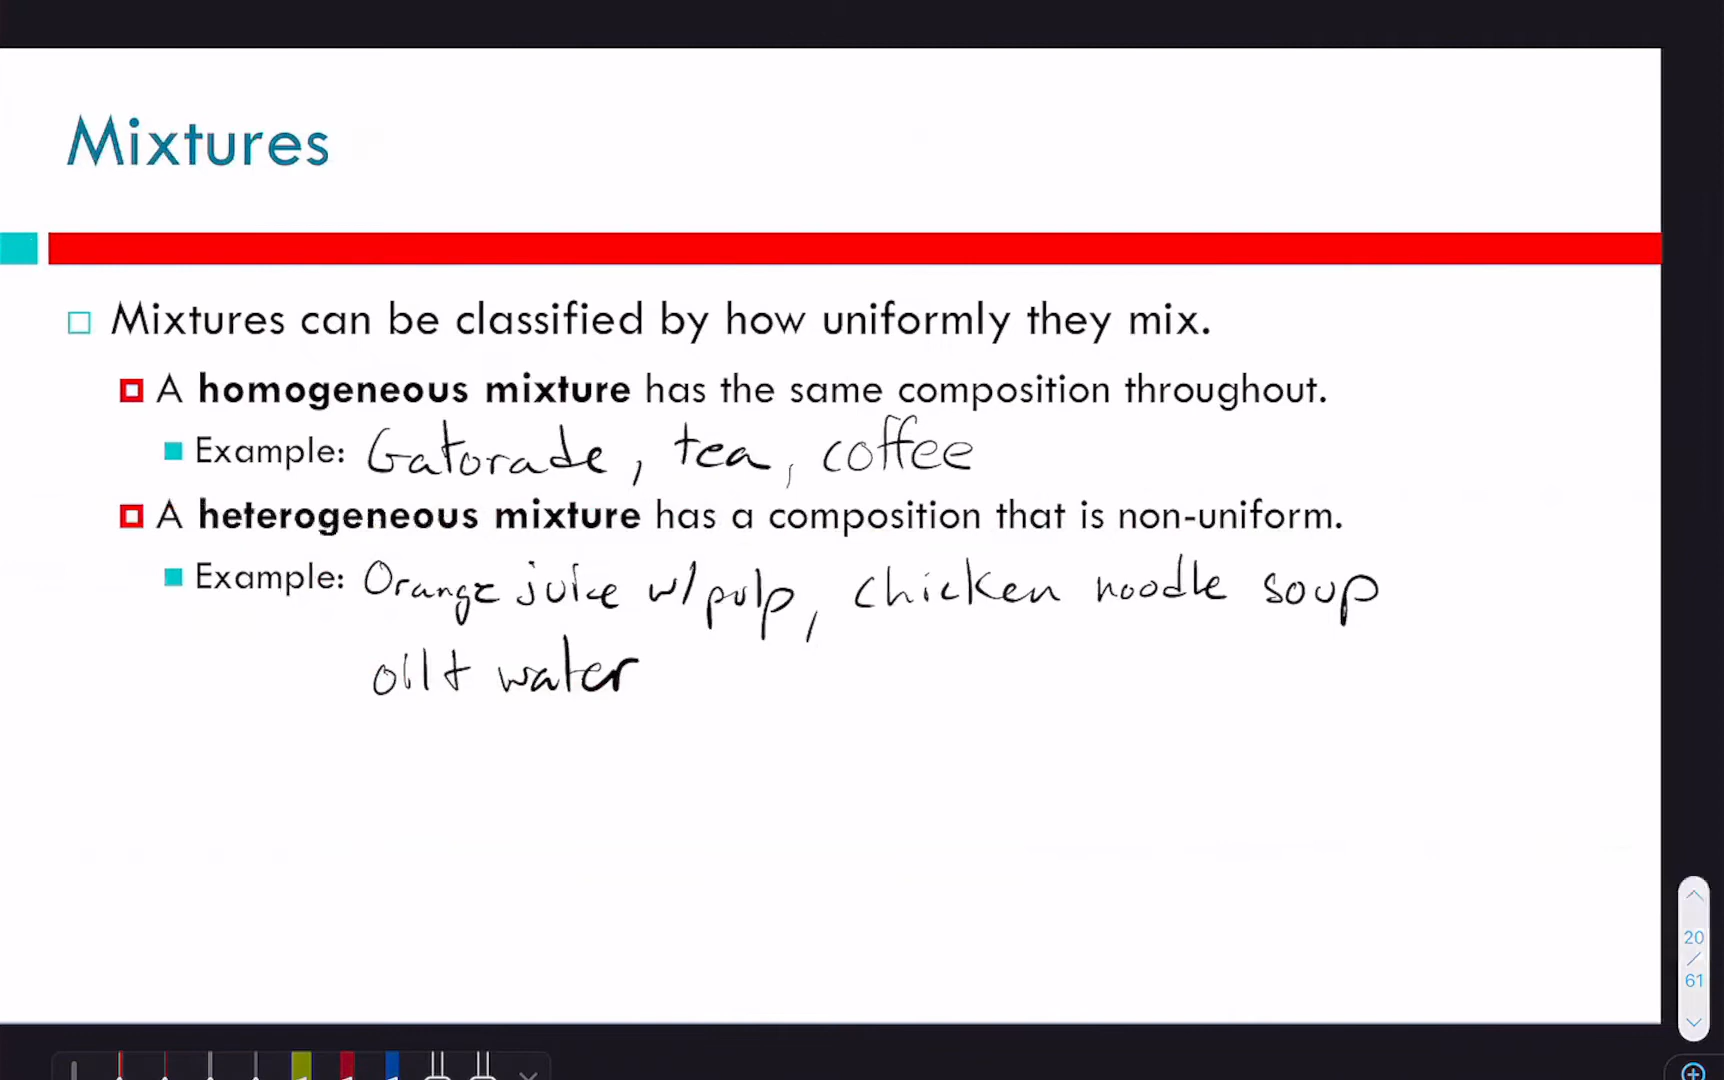 Mixtures
Mixtures can be classified by how uniformly they mix.
A homogeneous mixture has the same composition throughout.
Example: Gatorade, tea, coffee
A heterogeneous mixture has a composition that is non-uniform.
Example: Orange juice w/ pulp, chicken noodle soup
oil + water
20
/
61